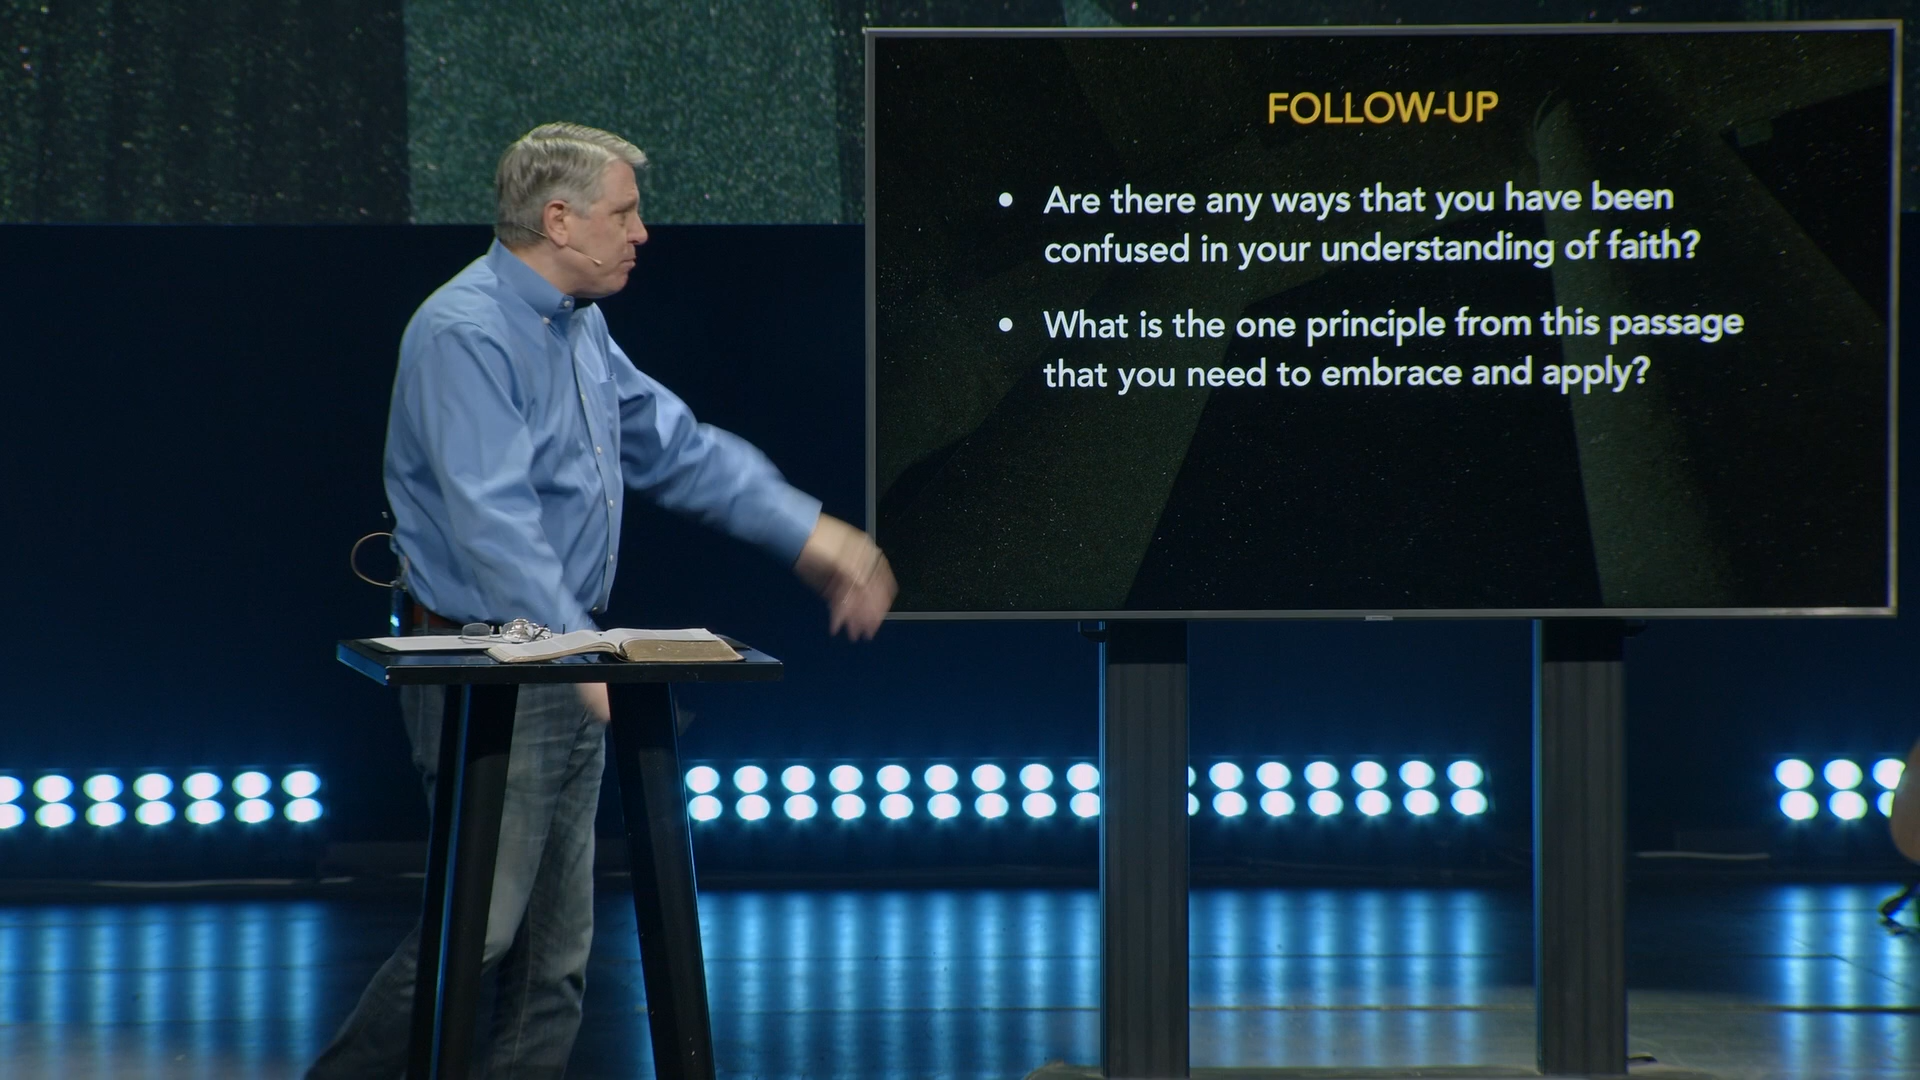 FOLLOW-UP
• Are there any ways that you have been
confused in your understanding of faith?
• What is the one principle from this passage
that you need to embrace and apply?